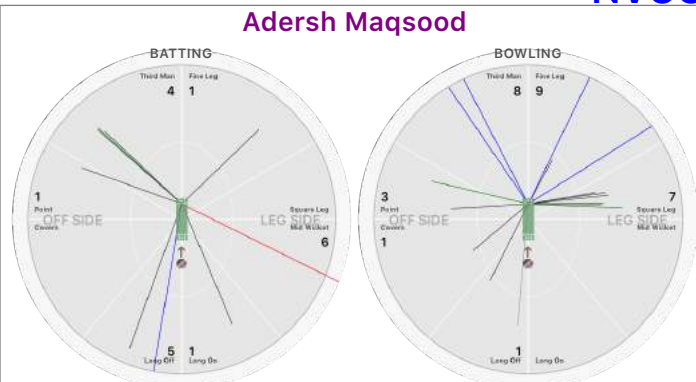 NVCC
Adersh Maqsood
BATTING
Third Man Fine Leg
4 1
1
Point Square Leg
OFF SIDE LEG SIDE
Covers Mid Wicket
6
5 1
Long Off Long On
BOWLING
Third Man Fine Leg
8 9
3 7
Point Square Leg
OFF SIDE LEG SIDE
Covers Mid Wicket
1
1
Long Off Long On